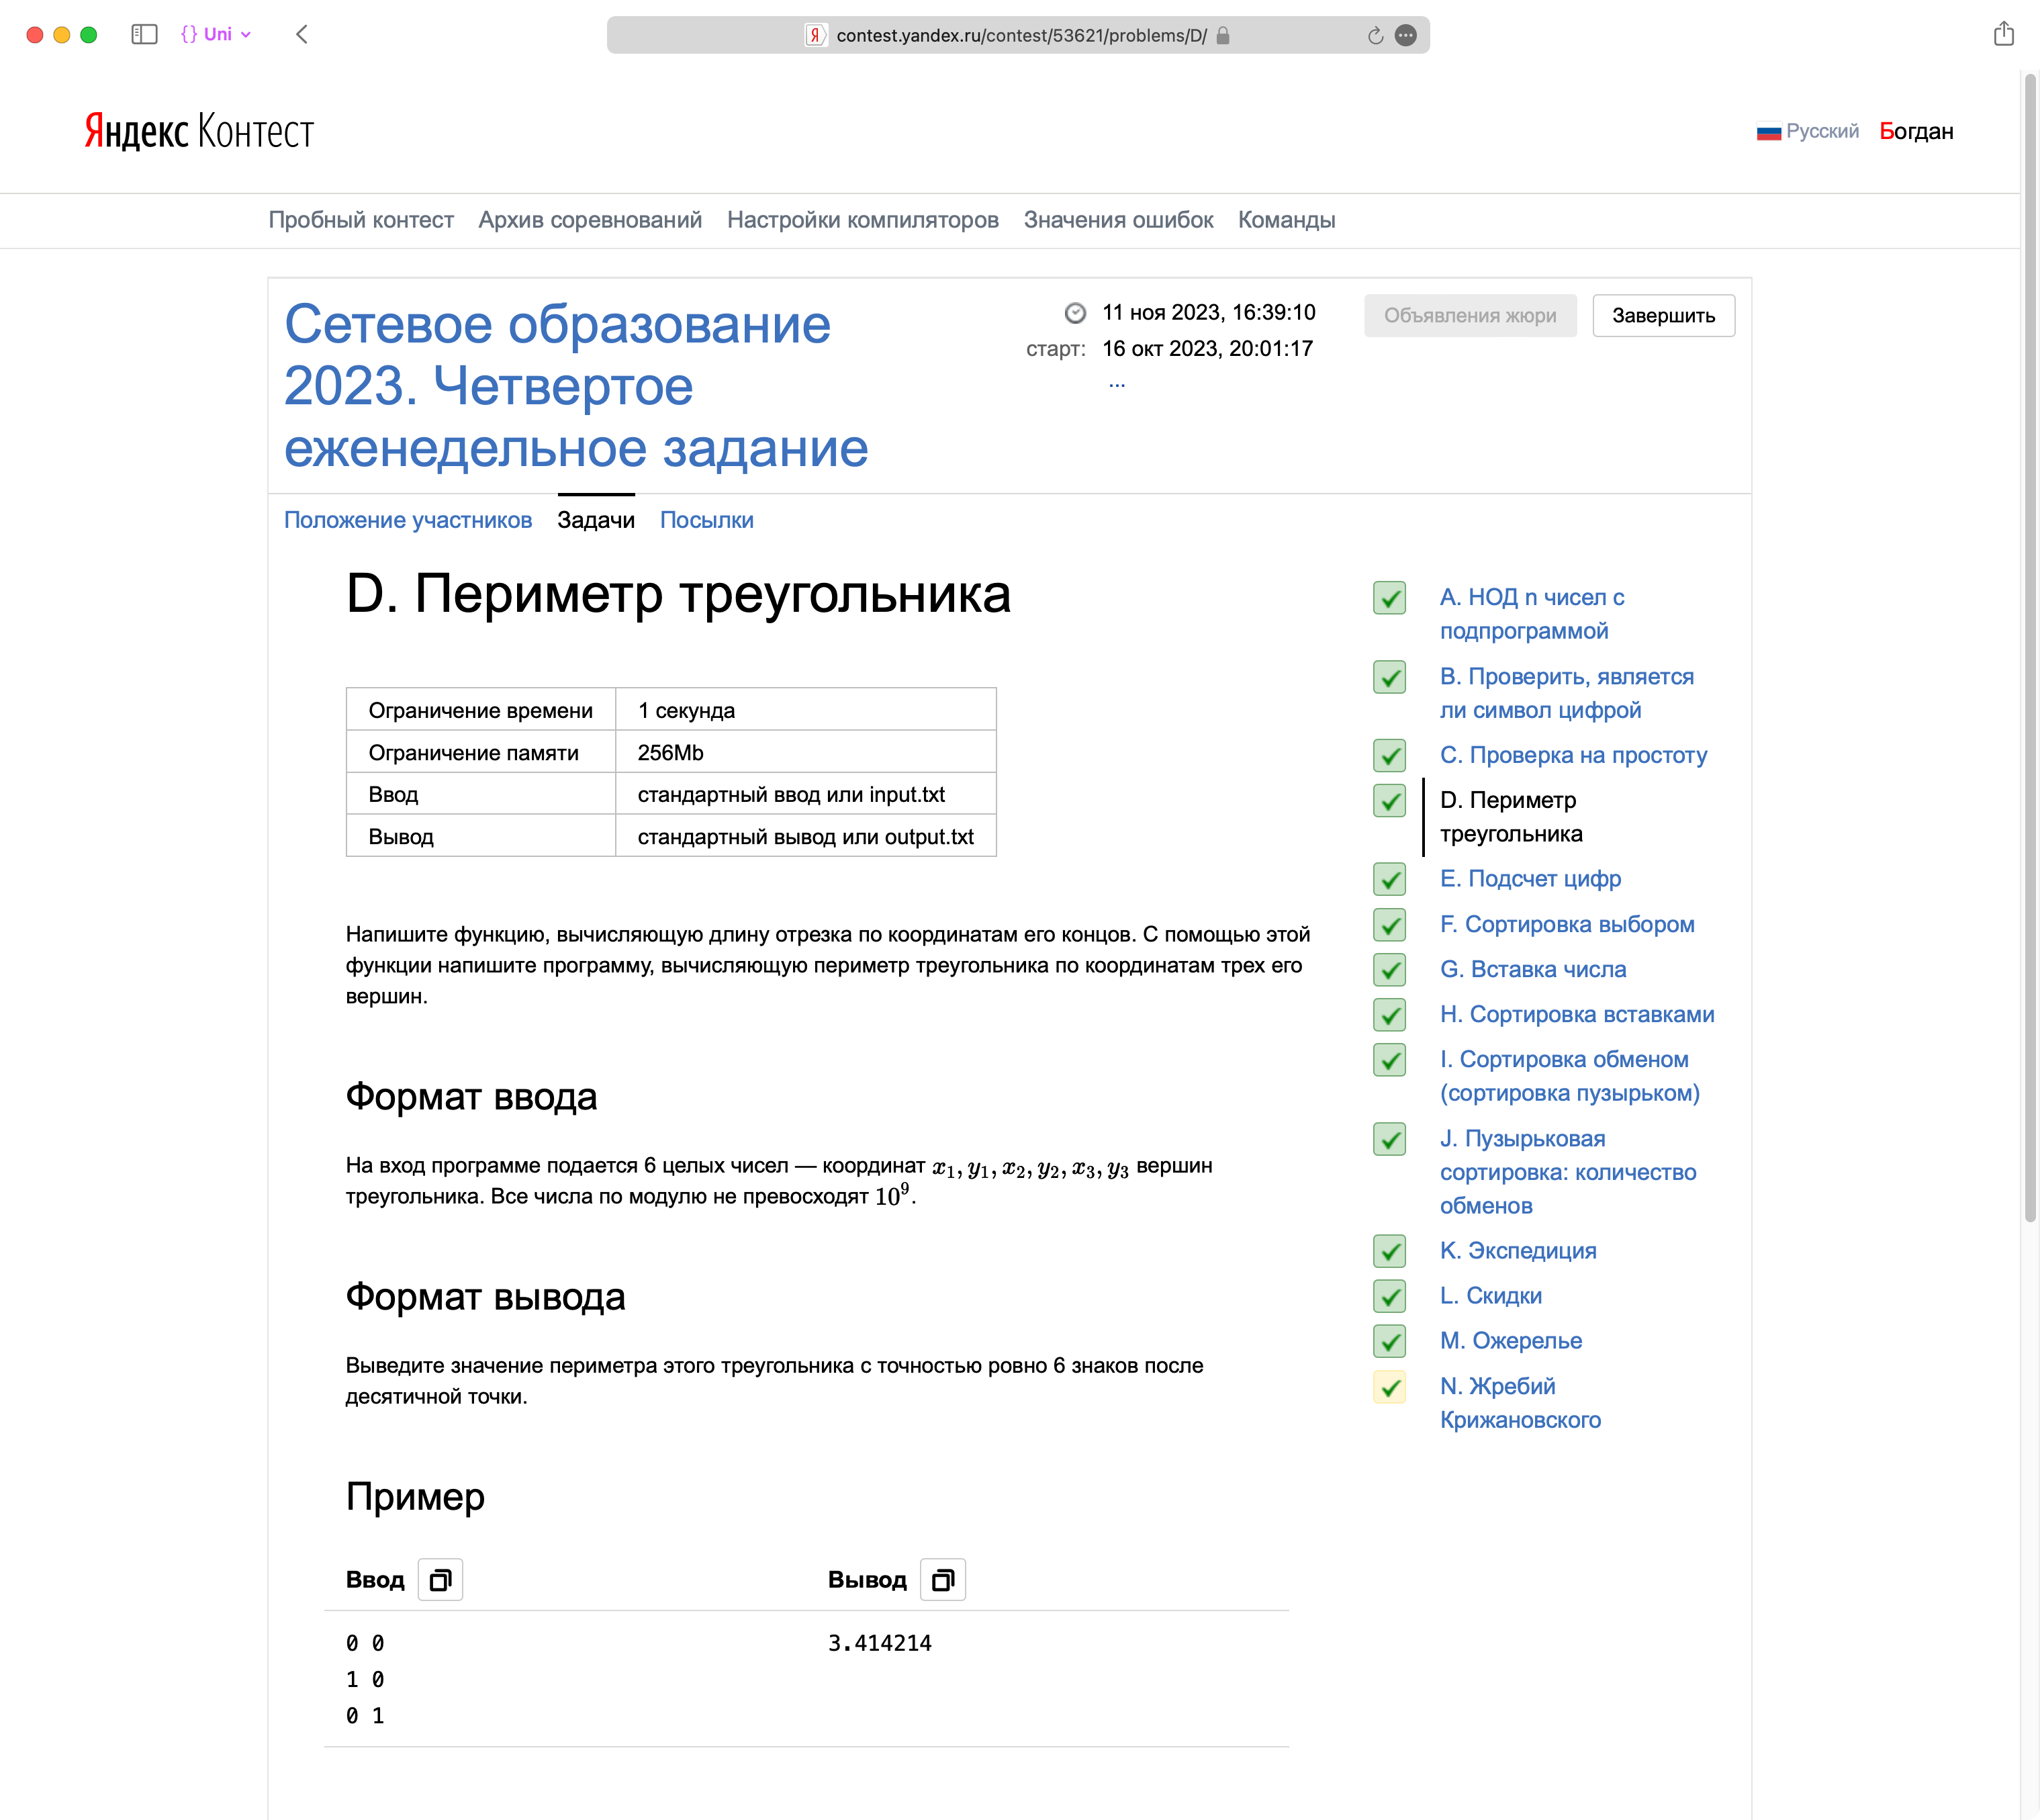 Uni
contest.yandex.ru/contest/53621/problems/D/
Яндекс Контест
Русский Богдан
Пробный контест Архив соревнований Настройки компиляторов Значения ошибок Команды
Сетевое образование
2023. Четвертое
еженедельное задание
11 ноя 2023, 16:39:10
старт: 16 окт 2023, 20:01:17
...
Объявления жюри
Завершить
Положение участников Задачи Посылки
D. Периметр треугольника
Ограничение времени 1 секунда
Ограничение памяти 256Mb
Ввод стандартный ввод или input.txt
Вывод стандартный вывод или output.txt
Напишите функцию, вычисляющую длину отрезка по координатам его концов. С помощью этой
функции напишите программу, вычисляющую периметр треугольника по координатам трех его
вершин.
Формат ввода
На вход программе подается 6 целых чисел — координат x₁, y₁, x₂, y₂, x₃, y₃ вершин
треугольника. Все числа по модулю не превосходят 10⁹.
Формат вывода
Выведите значение периметра этого треугольника с точностью ровно 6 знаков после
десятичной точки.
Пример
Ввод Вывод
0 0 3.414214
1 0
0 1
A. НОД n чисел с
подпрограммой
B. Проверить, является
ли символ цифрой
C. Проверка на простоту
D. Периметр
треугольника
E. Подсчет цифр
F. Сортировка выбором
G. Вставка числа
H. Сортировка вставками
I. Сортировка обменом
(сортировка пузырьком)
J. Пузырьковая
сортировка: количество
обменов
K. Экспедиция
L. Скидки
M. Ожерелье
N. Жребий
Крижановского